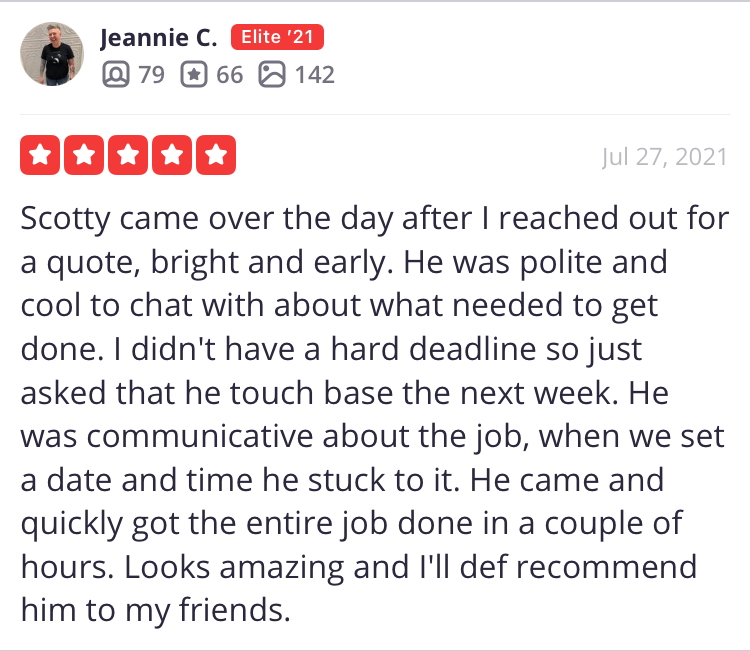 Jeannie C. Elite '21
79 66 142
Jul 27, 2021
Scotty came over the day after I reached out for
a quote, bright and early. He was polite and
cool to chat with about what needed to get
done. I didn't have a hard deadline so just
asked that he touch base the next week. He
was communicative about the job, when we set
a date and time he stuck to it. He came and
quickly got the entire job done in a couple of
hours. Looks amazing and I'll def recommend
him to my friends.